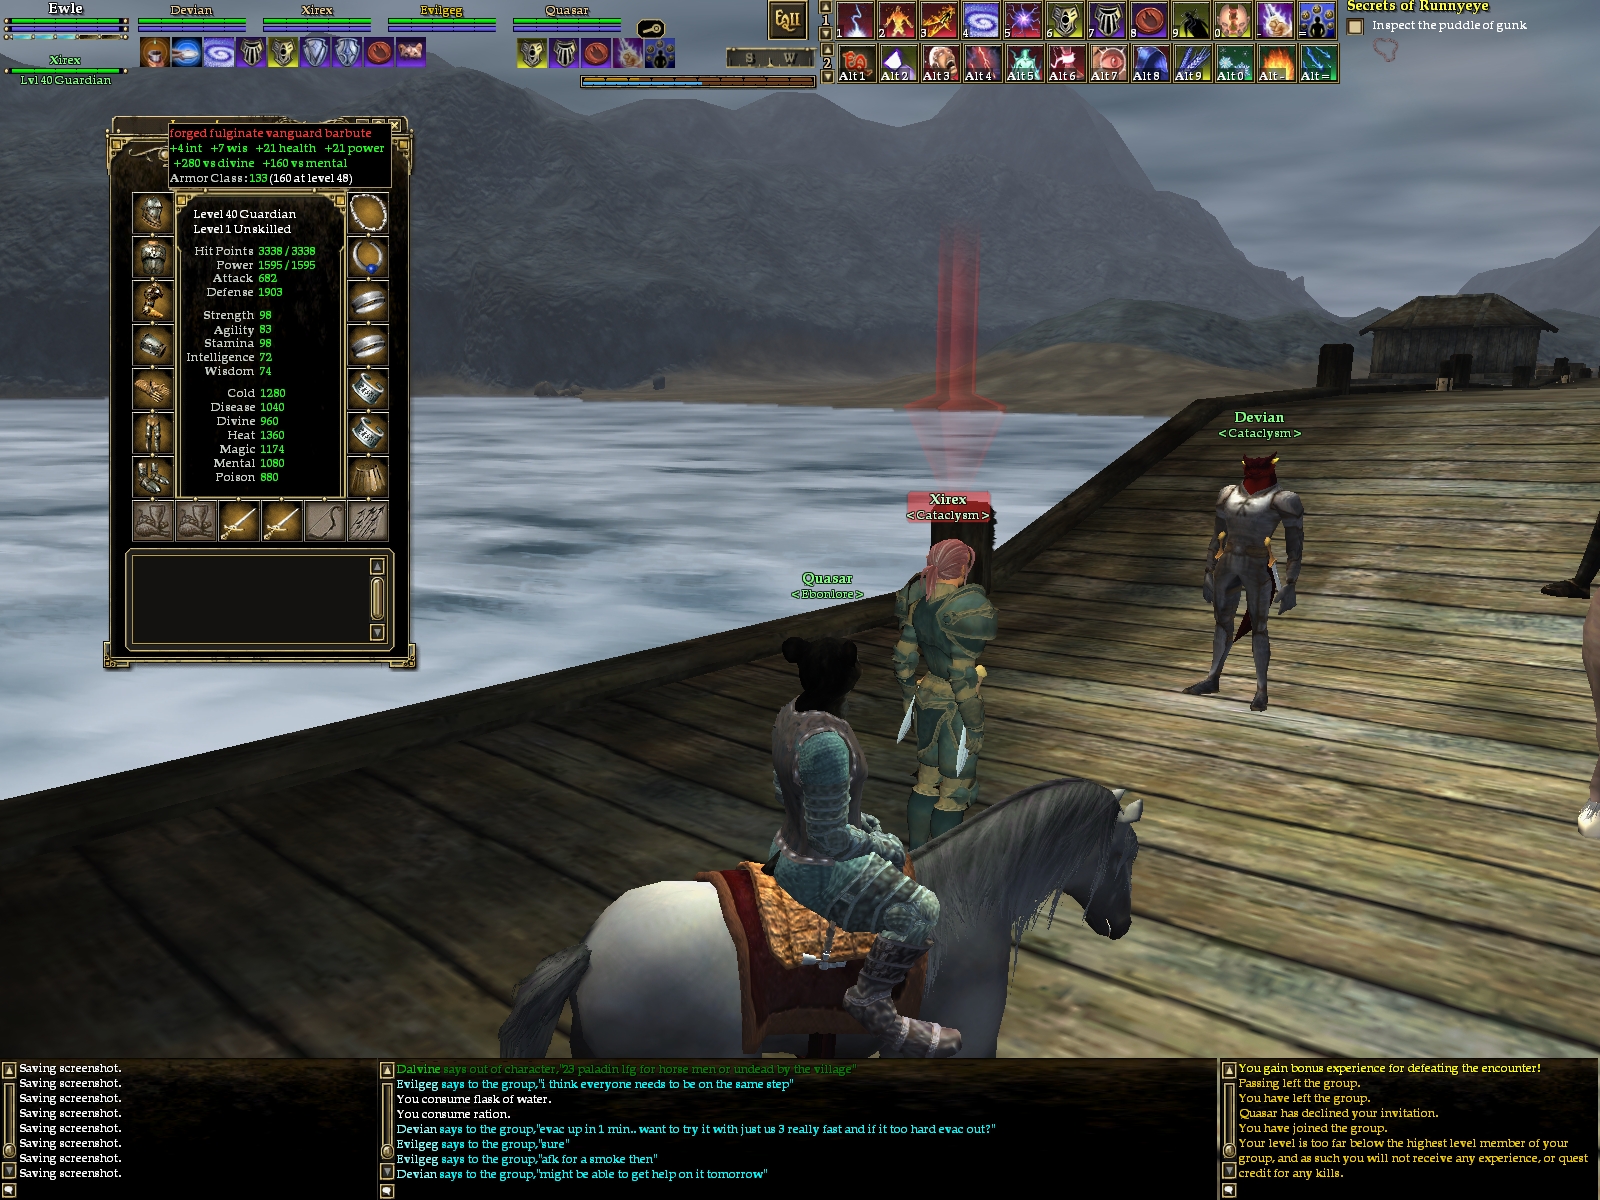 Ewle
Devian
Xirex
Evilgeg
Quasar
Xirex
Lvl 40 Guardian
EQII
S W
1
1 2 3 4 5 6 7 8 9 0 - =
2
Alt1 Alt2 Alt3 Alt4 Alt5 Alt6 Alt7 Alt8 Alt9 Alt0 Alt- Alt=
Secrets of Runnyeye
Inspect the puddle of gunk
forged fulginate vanguard barbute
+4 int +7 wis +21 health +21 power
+280 vs divine +160 vs mental
Armor Class: 133 (160 at level 48)
Level 40 Guardian
Level 1 Unskilled
Hit Points 3338 / 3338
Power 1595 / 1595
Attack 682
Defense 1903
Strength 98
Agility 83
Stamina 98
Intelligence 72
Wisdom 74
Cold 1280
Disease 1040
Divine 960
Heat 1360
Magic 1174
Mental 1080
Poison 880
Devian
<Cataclysm>
Xirex
<Cataclysm>
Quasar
<Ebonlore>
Saving screenshot.
Saving screenshot.
Saving screenshot.
Saving screenshot.
Saving screenshot.
Saving screenshot.
Saving screenshot.
Saving screenshot.
Dalvine says out of character,"23 paladin lfg for horse men or undead by the village"
Evilgeg says to the group,"i think everyone needs to be on the same step"
You consume flask of water.
You consume ration.
Devian says to the group,"evac up in 1 min.. want to try it with just us 3 really fast and if it too hard evac out?"
Evilgeg says to the group,"sure"
Evilgeg says to the group,"afk for a smoke then"
Devian says to the group,"might be able to get help on it tomorrow"
You gain bonus experience for defeating the encounter!
Passing left the group.
You have left the group.
Quasar has declined your invitation.
You have joined the group.
Your level is too far below the highest level member of your
group, and as such you will not receive any experience, or quest
credit for any kills.